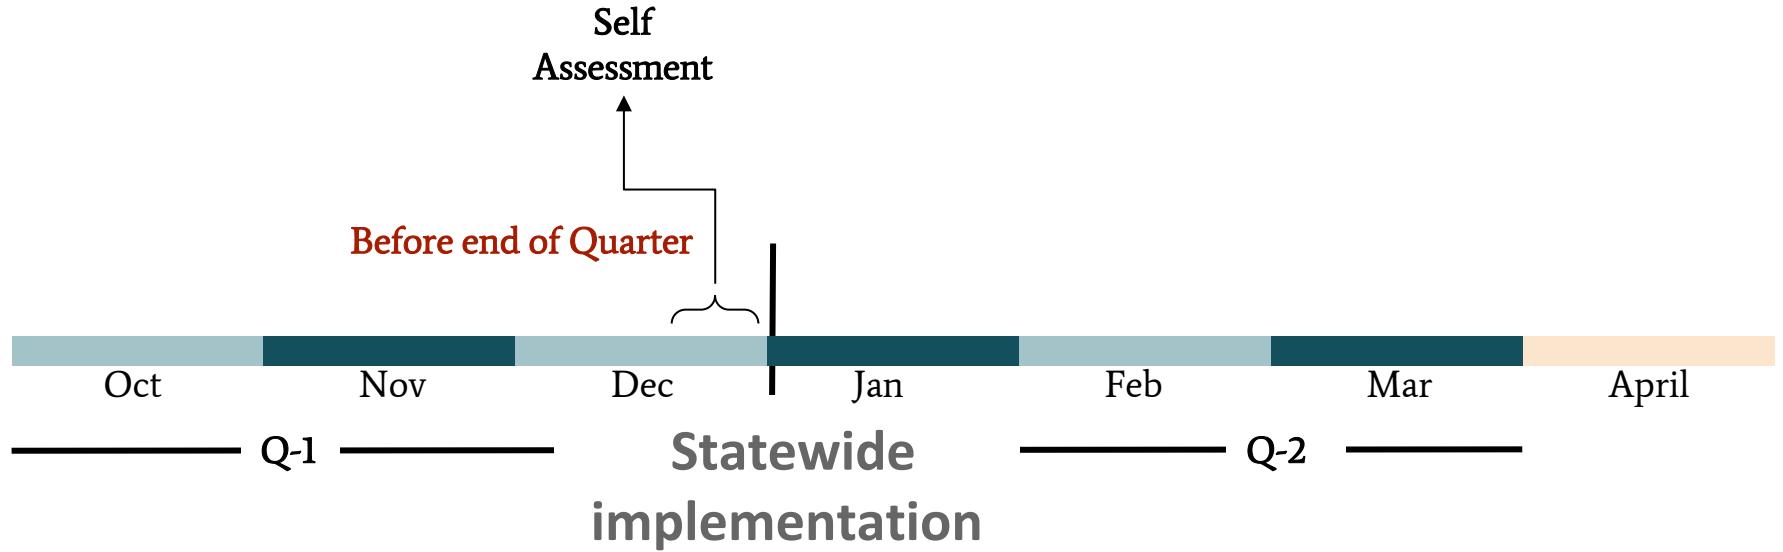 Self
Assessment
Before end of Quarter
Oct
Nov
Dec
Jan
Feb
Mar
April
Q-1
Statewide
implementation
Q-2